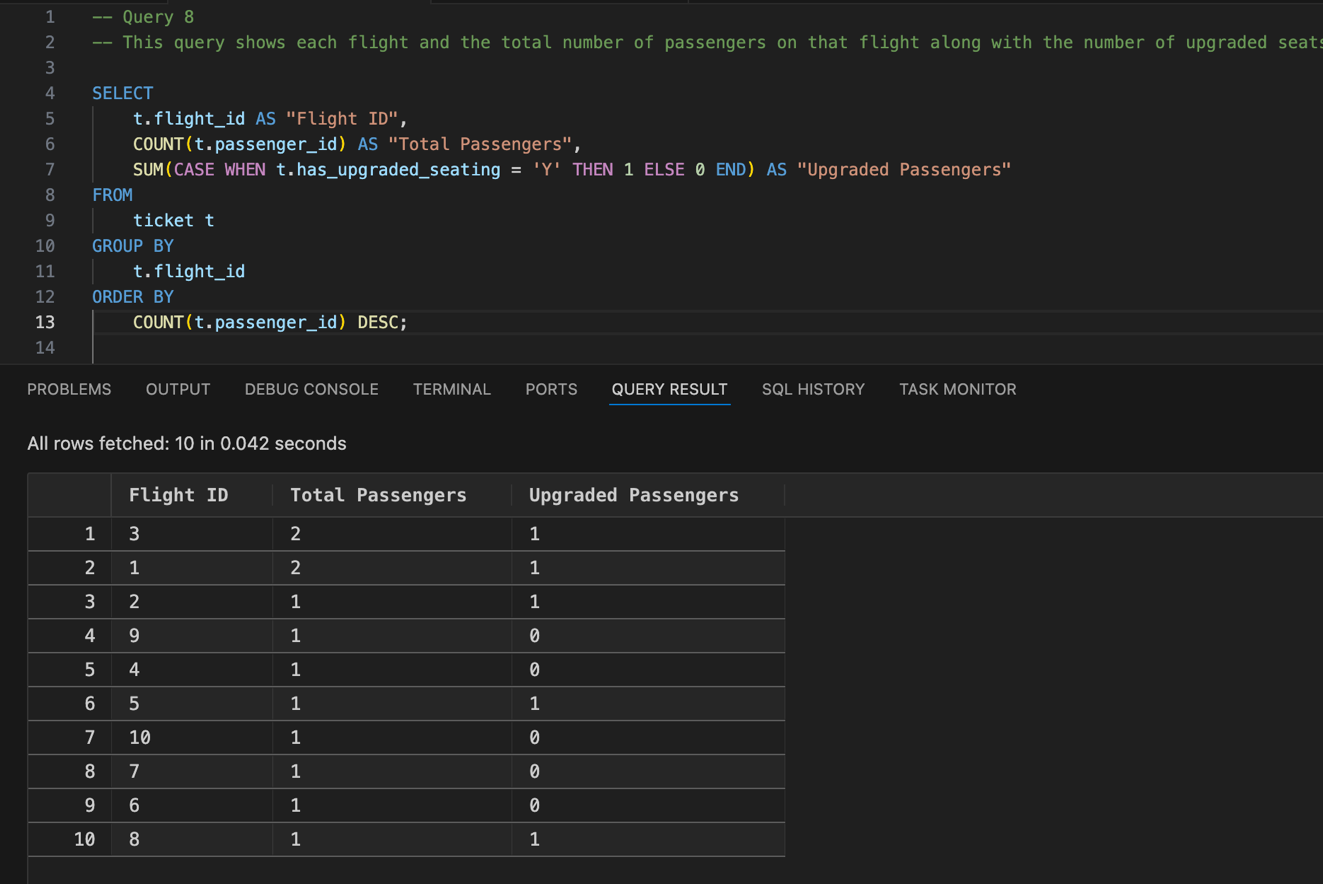 1 -- Query 8
2 -- This query shows each flight and the total number of passengers on that flight along with the number of upgraded seats
3
4 SELECT
5 t.flight_id AS "Flight ID",
6 COUNT(t.passenger_id) AS "Total Passengers",
7 SUM(CASE WHEN t.has_upgraded_seating = 'Y' THEN 1 ELSE 0 END) AS "Upgraded Passengers"
8 FROM
9 ticket t
10 GROUP BY
11 t.flight_id
12 ORDER BY
13 COUNT(t.passenger_id) DESC;
14
PROBLEMS OUTPUT DEBUG CONSOLE TERMINAL PORTS QUERY RESULT SQL HISTORY TASK MONITOR
All rows fetched: 10 in 0.042 seconds
Flight ID Total Passengers Upgraded Passengers
1 3 2 1
2 1 2 1
3 2 1 1
4 9 1 0
5 4 1 0
6 5 1 1
7 10 1 0
8 7 1 0
9 6 1 0
10 8 1 1